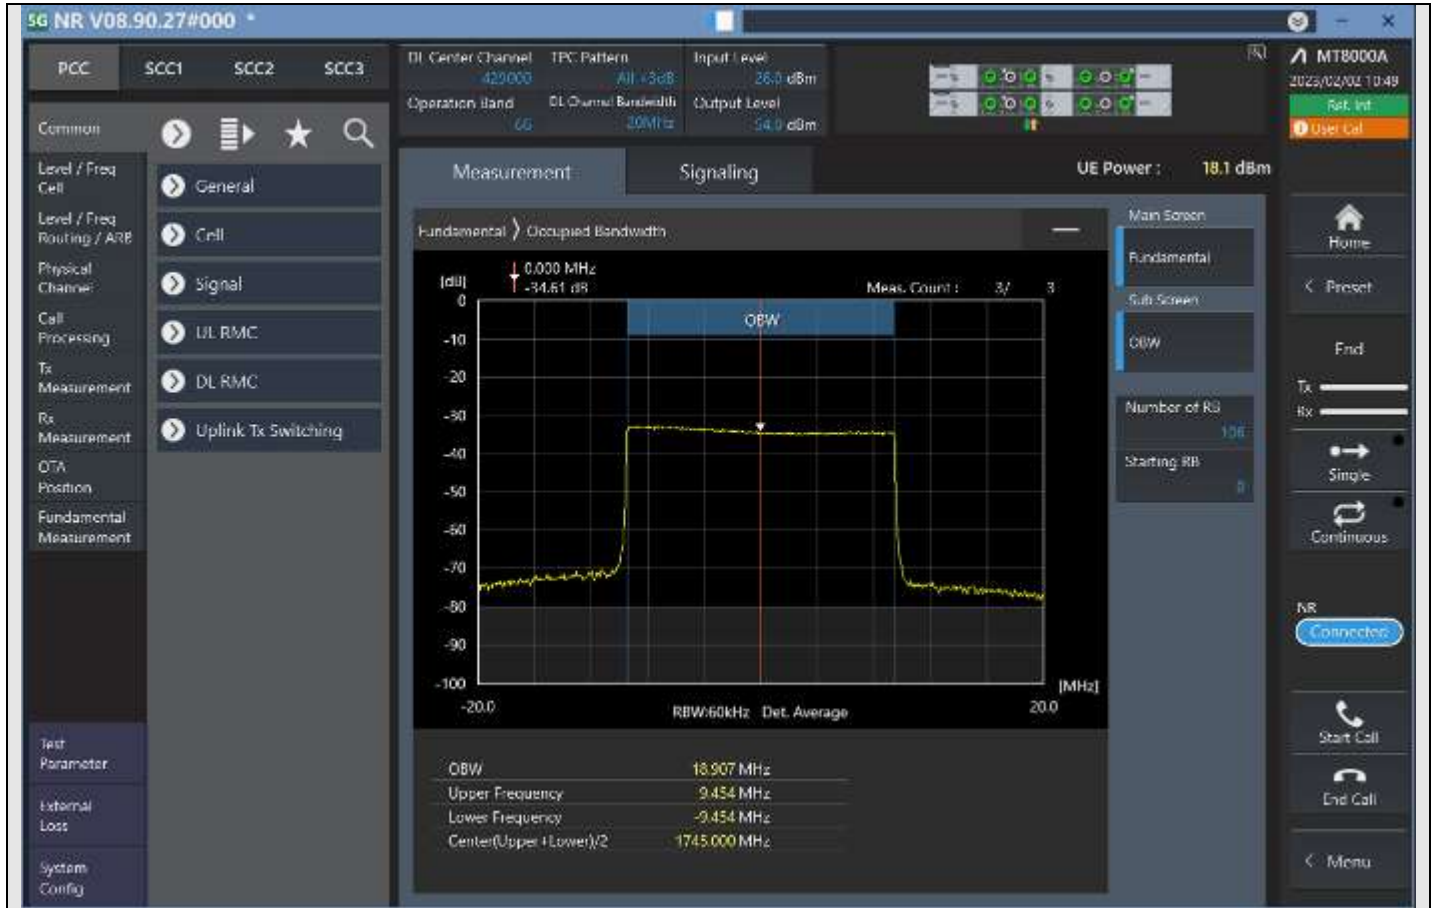 5G NR V08.90.27#000 *
PCC SCC1 SCC2 SCC3
Common
Level / Freq
Cell
Level / Freq
Routing / ARB
Physical
Channel
Call
Processing
Tx
Measurement
Rx
Measurement
OTA
Position
Fundamental
Measurement
Test
Parameter
External
Loss
System
Config
General
Cell
Signal
UL RMC
DL RMC
Uplink Tx Switching
DL Center Channel TPC Pattern Input Level
429000 All +3dB 26.0 dBm
Operation Band DL Channel Bandwidth Output Level
66 20MHz -54.0 dBm
Measurement Signaling
UE Power : 18.1 dBm
Fundamental Occupied Bandwidth
[dB]
0.000 MHz
-34.61 dB
Meas. Count : 3/ 3
OBW
0
-10
-20
-30
-40
-50
-60
-70
-80
-90
-100
[MHz]
-20.0 20.0
RBW:60kHz Det. Average
OBW 18.907 MHz
Upper Frequency 9.454 MHz
Lower Frequency -9.454 MHz
Center(Upper+Lower)/2 1745.000 MHz
Main Screen
Fundamental
Sub Screen
OBW
Number of RB
106
Starting RB
0
MT8000A
2023/02/02 10:49
Ref. Int
User Cal
Home
< Preset
End
Tx
Rx
Single
Continuous
NR
Connected
Start Call
End Call
< Menu